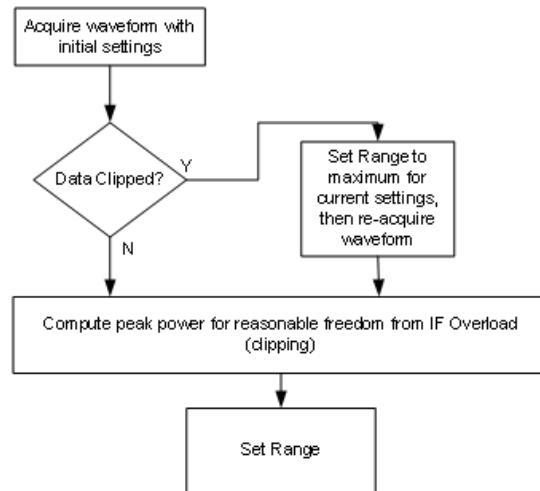 Acquire waveform with
initial settings
Data Clipped?
Y
N
Set Range to
maximum for
current settings,
then re-acquire
waveform
Compute peak power for reasonable freedom from IF Overload
(clipping)
Set Range